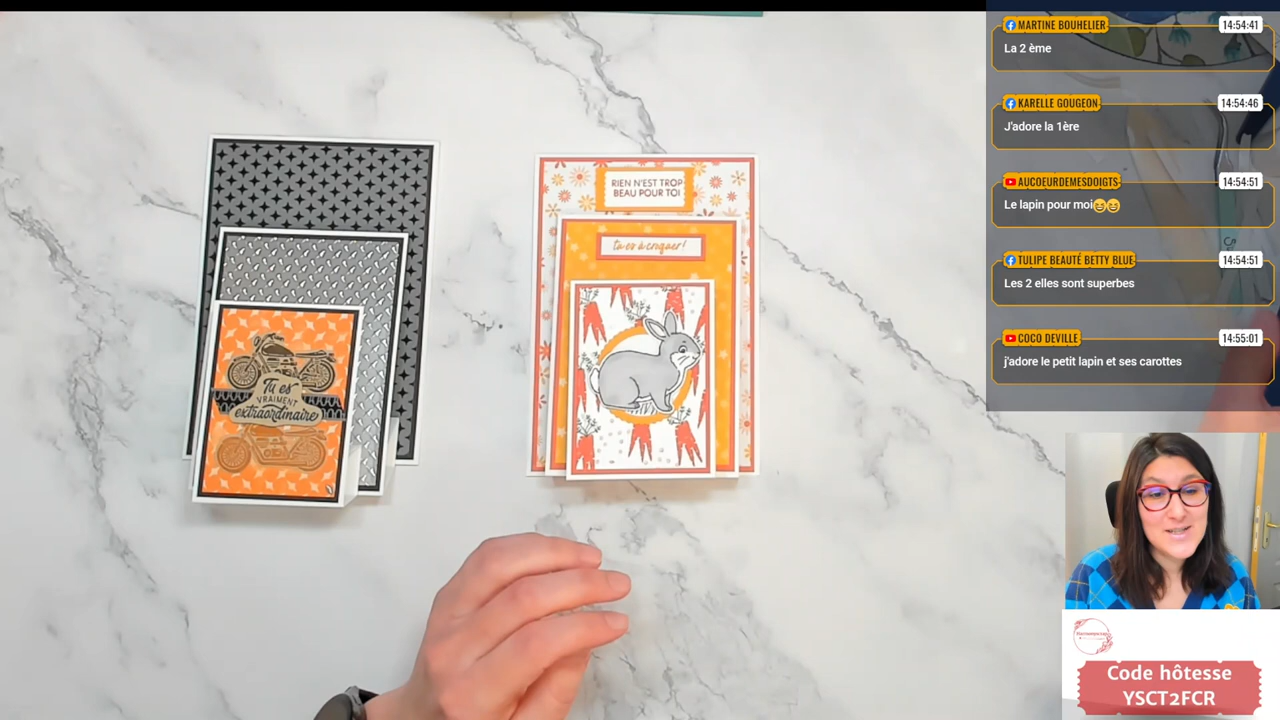 Tu es
VRAIMENT
extraordinaire
RIEN N'EST TROP
BEAU POUR TOI
tu es à croquer!
MARTINE BOUHELIER
14:54:41
La 2 ème
KARELLE GOUGEON
14:54:46
J'adore la 1ère
AUCOEURDEMESDOIGTS
14:54:51
Le lapin pour moi😆😆
TULIPE BEAUTÉ BETTY BLUE
14:54:51
Les 2 elles sont superbes
COCO DEVILLE
14:55:01
j'adore le petit lapin et ses carottes
Code hôtesse
YSCT2FCR